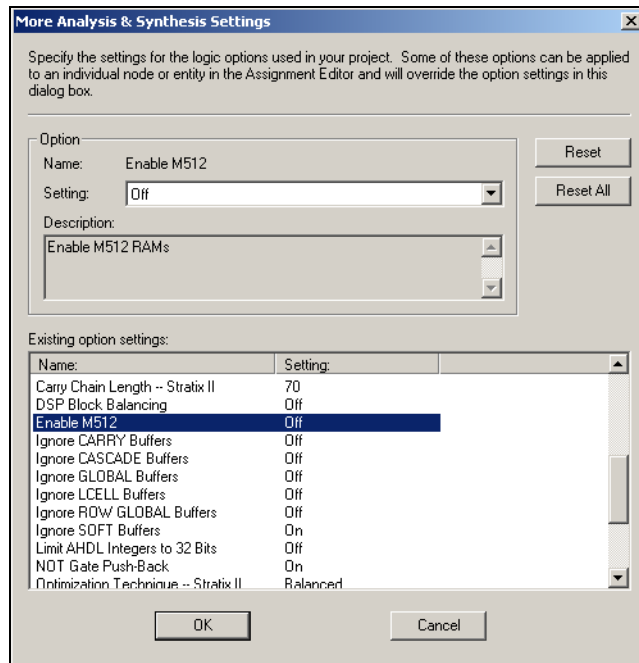 More Analysis & Synthesis Settings
Specify the settings for the logic options used in your project. Some of these options can be applied
to an individual node or entity in the Assignment Editor and will override the option settings in this
dialog box.
Option
Name: Enable M512
Reset
Setting: Off
Reset All
Description:
Enable M512 RAMs
Existing option settings:
Name: Setting:
Carry Chain Length -- Stratix II 70
DSP Block Balancing Off
Enable M512 Off
Ignore CARRY Buffers Off
Ignore CASCADE Buffers Off
Ignore GLOBAL Buffers Off
Ignore LCELL Buffers Off
Ignore ROW GLOBAL Buffers Off
Ignore SOFT Buffers On
Limit AHDL Integers to 32 Bits Off
NOT Gate Push-Back On
Optimization Technique -- Stratix II Balanced
OK Cancel